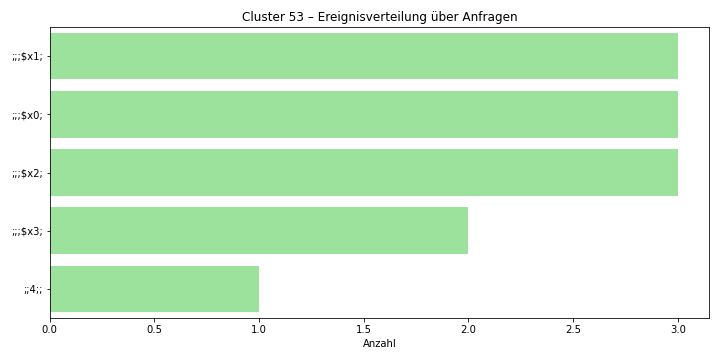 Cluster 53 – Ereignisverteilung über Anfragen
;;;$x1;
;;;$x0;
;;;$x2;
;;;$x3;
;;4;;
0.0 0.5 1.0 1.5 2.0 2.5 3.0
Anzahl